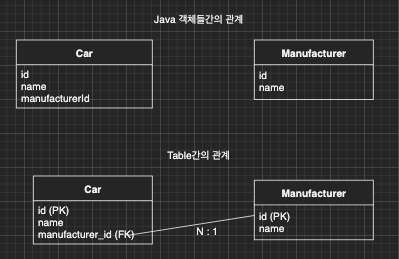 Java 객체들간의 관계
Car
id
name
manufacturerId
Manufacturer
id
name
Table간의 관계
Car
id (PK)
name
manufacturer_id (FK)
N : 1
Manufacturer
id (PK)
name